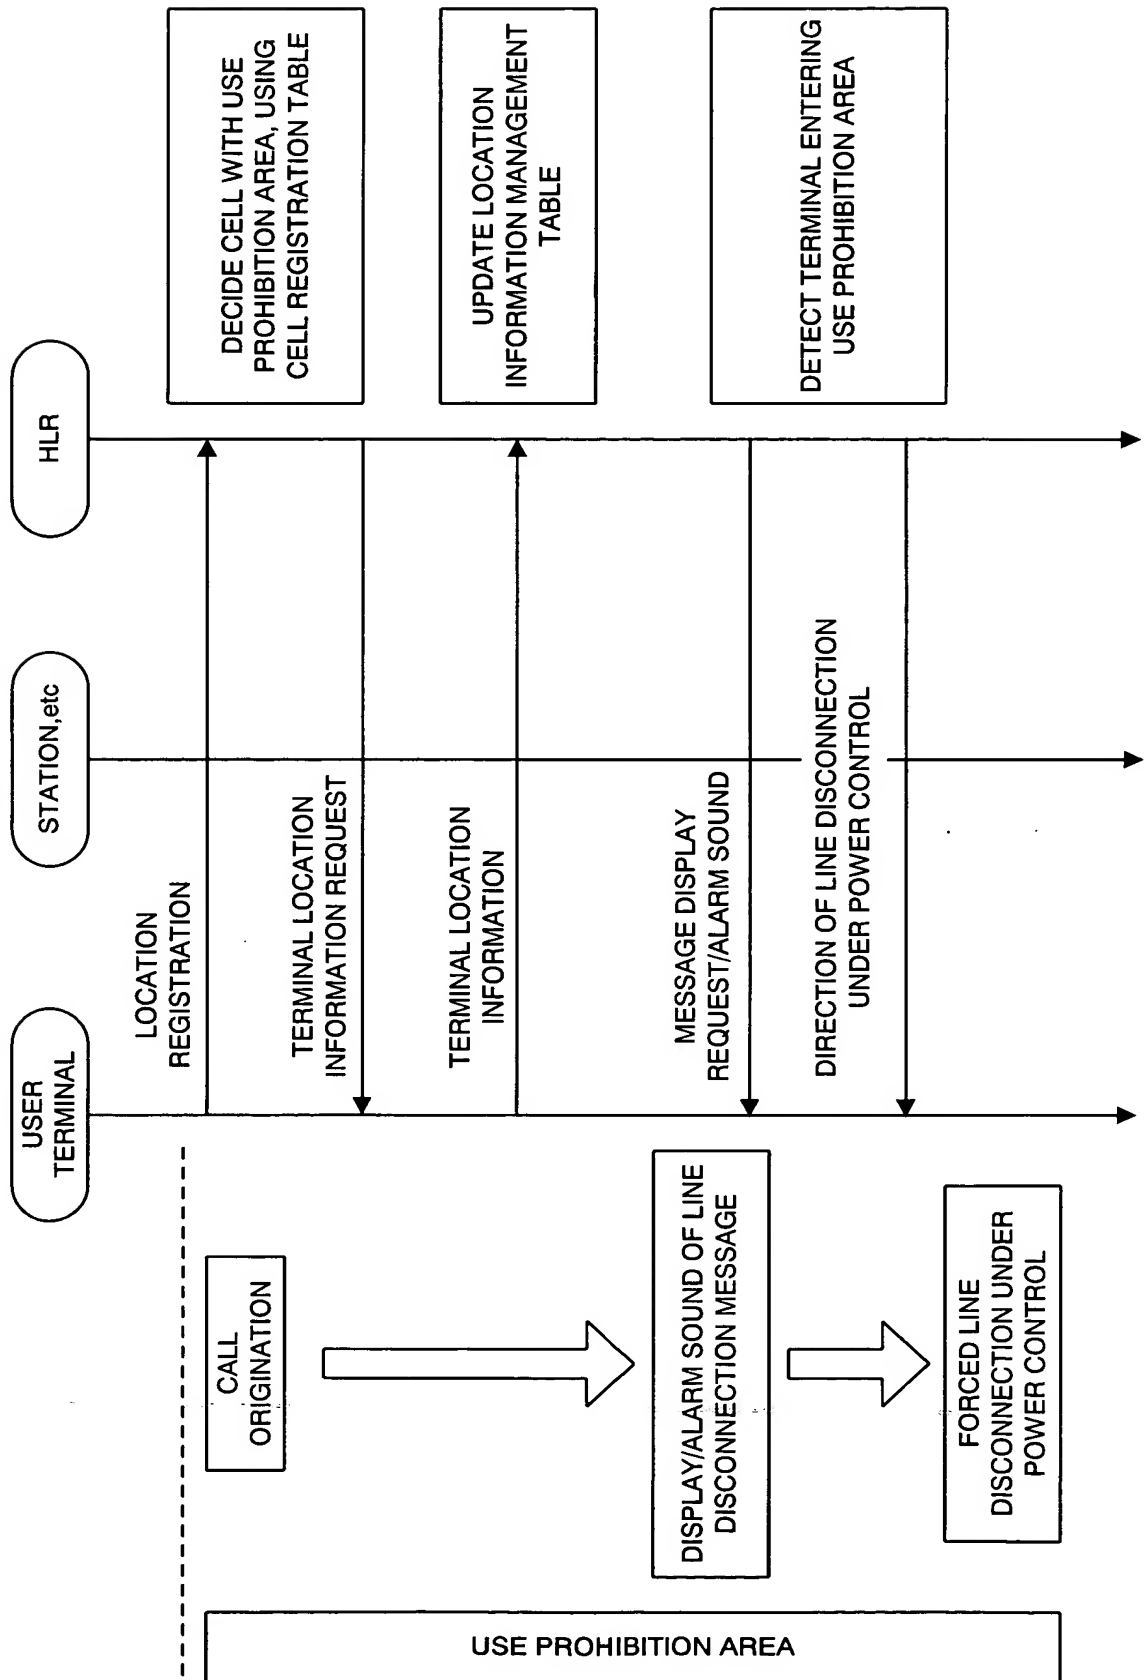 USER
TERMINAL
STATION,etc
HLR
USE PROHIBITION AREA
CALL
ORIGINATION
DISPLAY/ALARM SOUND OF LINE
DISCONNECTION MESSAGE
FORCED LINE
DISCONNECTION UNDER
POWER CONTROL
LOCATION
REGISTRATION
TERMINAL LOCATION
INFORMATION REQUEST
TERMINAL LOCATION
INFORMATION
MESSAGE DISPLAY
REQUEST/ALARM SOUND
DIRECTION OF LINE DISCONNECTION
UNDER POWER CONTROL
DECIDE CELL WITH USE
PROHIBITION AREA, USING
CELL REGISTRATION TABLE
UPDATE LOCATION
INFORMATION MANAGEMENT
TABLE
DETECT TERMINAL ENTERING
USE PROHIBITION AREA